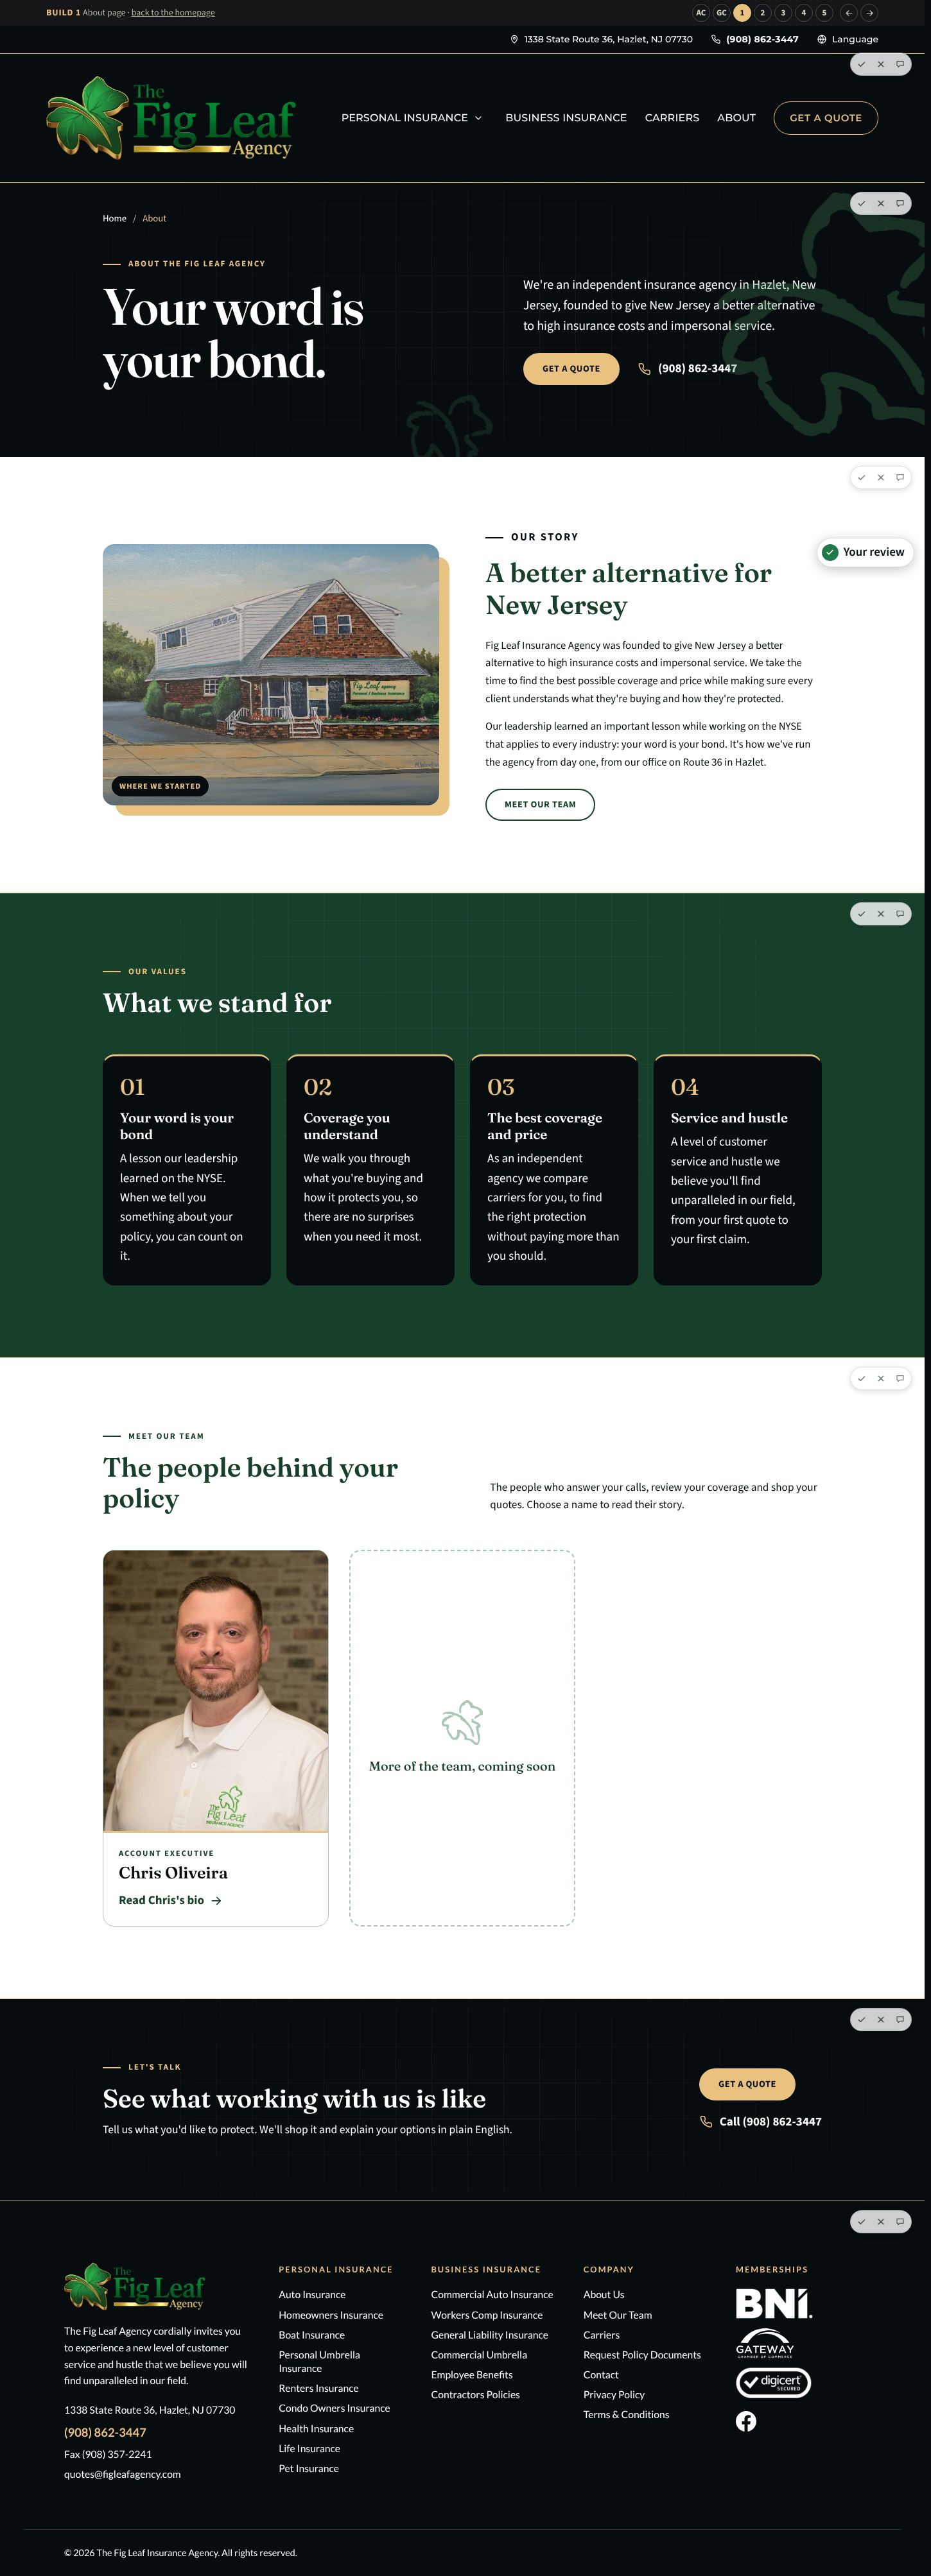 BUILD 1 About page · back to the homepage
AC GC 1 2 3 4 5
1338 State Route 36, Hazlet, NJ 07730
(908) 862-3447
Language
The Fig Leaf Agency
PERSONAL INSURANCE
BUSINESS INSURANCE
CARRIERS
ABOUT
GET A QUOTE
Home / About
ABOUT THE FIG LEAF AGENCY
Your word is
your bond.
We're an independent insurance agency in Hazlet, New
Jersey, founded to give New Jersey a better alternative
to high insurance costs and impersonal service.
GET A QUOTE
(908) 862-3447
Fig Leaf agency
Personal / Business Insurance
WHERE WE STARTED
OUR STORY
A better alternative for
New Jersey
Your review
Fig Leaf Insurance Agency was founded to give New Jersey a better
alternative to high insurance costs and impersonal service. We take the
time to find the best possible coverage and price while making sure every
client understands what they're buying and how they're protected.
Our leadership learned an important lesson while working on the NYSE
that applies to every industry: your word is your bond. It's how we've run
the agency from day one, from our office on Route 36 in Hazlet.
MEET OUR TEAM
OUR VALUES
What we stand for
01
Your word is your
bond
A lesson our leadership
learned on the NYSE.
When we tell you
something about your
policy, you can count on
it.
02
Coverage you
understand
We walk you through
what you're buying and
how it protects you, so
there are no surprises
when you need it most.
03
The best coverage
and price
As an independent
agency we compare
carriers for you, to find
the right protection
without paying more than
you should.
04
Service and hustle
A level of customer
service and hustle we
believe you'll find
unparalleled in our field,
from your first quote to
your first claim.
MEET OUR TEAM
The people behind your
policy
The people who answer your calls, review your coverage and shop your
quotes. Choose a name to read their story.
The
Fig Leaf
INSURANCE AGENCY
ACCOUNT EXECUTIVE
Chris Oliveira
Read Chris's bio
More of the team, coming soon
LET'S TALK
See what working with us is like
Tell us what you'd like to protect. We'll shop it and explain your options in plain English.
GET A QUOTE
Call (908) 862-3447
The Fig Leaf Agency
The Fig Leaf Agency cordially invites you
to experience a new level of customer
service and hustle that we believe you will
find unparalleled in our field.
1338 State Route 36, Hazlet, NJ 07730
(908) 862-3447
Fax (908) 357-2241
quotes@figleafagency.com
PERSONAL INSURANCE
Auto Insurance
Homeowners Insurance
Boat Insurance
Personal Umbrella
Insurance
Renters Insurance
Condo Owners Insurance
Health Insurance
Life Insurance
Pet Insurance
BUSINESS INSURANCE
Commercial Auto Insurance
Workers Comp Insurance
General Liability Insurance
Commercial Umbrella
Employee Benefits
Contractors Policies
COMPANY
About Us
Meet Our Team
Carriers
Request Policy Documents
Contact
Privacy Policy
Terms & Conditions
MEMBERSHIPS
BNI.
GATEWAY
CHAMBER OF COMMERCE
digicert
SECURED
© 2026 The Fig Leaf Insurance Agency. All rights reserved.